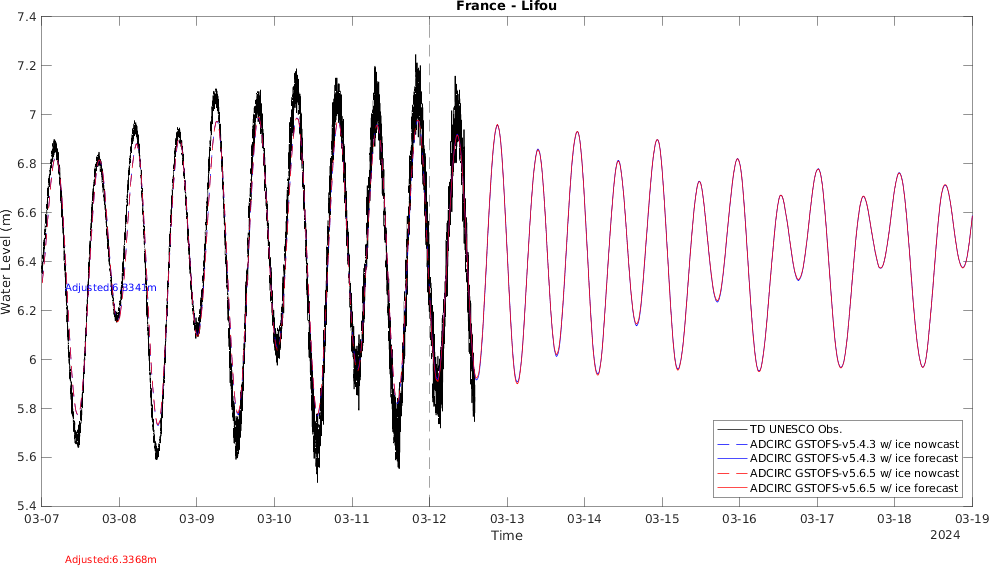 France - Lifou
7.4
7.2
7
6.8
6.6
6.4
6.2
6
5.8
5.6
5.4
Water Level (m)
Adjusted:6.3341m
TD UNESCO Obs.
ADCIRC GSTOFS-v5.4.3 w/ ice nowcast
ADCIRC GSTOFS-v5.4.3 w/ ice forecast
ADCIRC GSTOFS-v5.6.5 w/ ice nowcast
ADCIRC GSTOFS-v5.6.5 w/ ice forecast
03-07 03-08 03-09 03-10 03-11 03-12 03-13 03-14 03-15 03-16 03-17 03-18 03-19
Time
2024
Adjusted:6.3368m